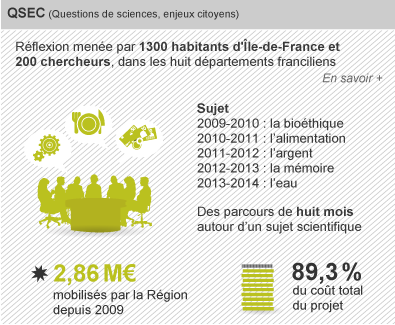 QSEC (Questions de sciences, enjeux citoyens)
Réflexion menée par 1300 habitants d'Île-de-France et
200 chercheurs, dans les huit départements franciliens
En savoir +
Sujet
2009-2010 : la bioéthique
2010-2011 : l'alimentation
2011-2012 : l'argent
2012-2013 : la mémoire
2013-2014 : l'eau
Des parcours de huit mois
autour d'un sujet scientifique
2,86 M€
mobilisés par la Région
depuis 2009
89,3 %
du coût total
du projet